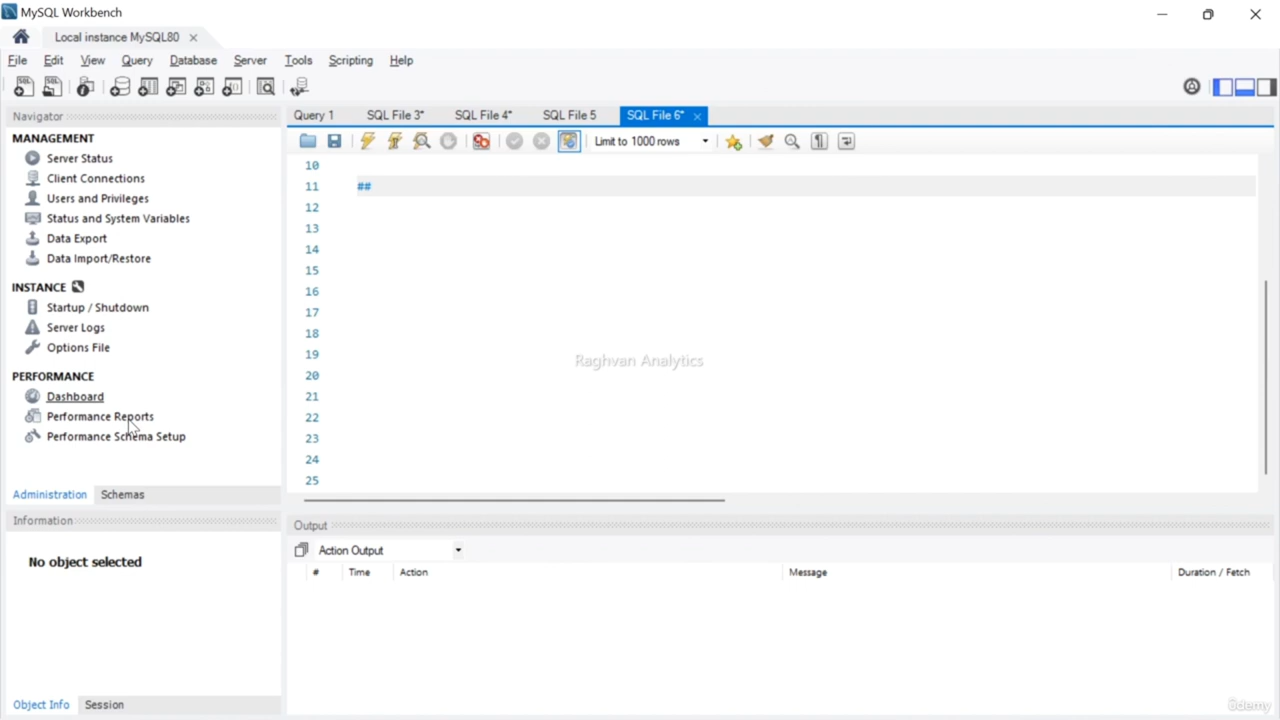 MySQL Workbench
Local instance MySQL80
File Edit View Query Database Server Tools Scripting Help
Navigator
MANAGEMENT
Server Status
Client Connections
Users and Privileges
Status and System Variables
Data Export
Data Import/Restore
INSTANCE
Startup / Shutdown
Server Logs
Options File
PERFORMANCE
Dashboard
Performance Reports
Performance Schema Setup
Administration Schemas
Information
No object selected
Object Info Session
Query 1 SQL File 3* SQL File 4* SQL File 5 SQL File 6*
Limit to 1000 rows
10
11 ##
12
13
14
15
16
17
18
19
20
21
22
23
24
25
Raghvan Analytics
Output
Action Output
# Time Action Message Duration / Fetch
ûdemy